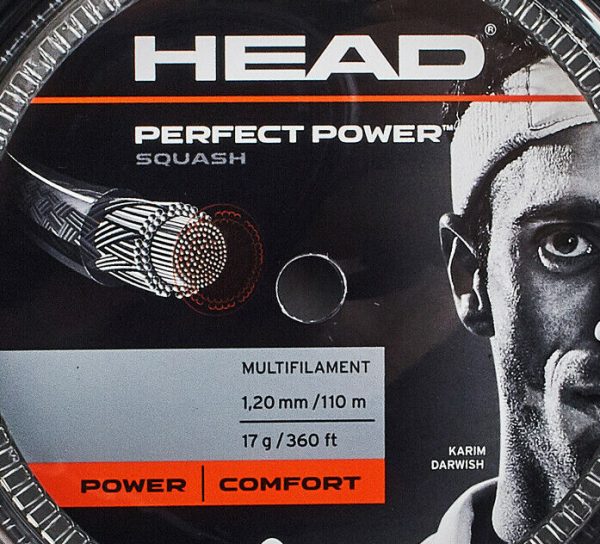 HEAD®
PERFECT POWER™
SQUASH
MULTIFILAMENT
1,20 mm/110 m
17 g/360 ft
KARIM
DARWISH
POWER | COMFORT